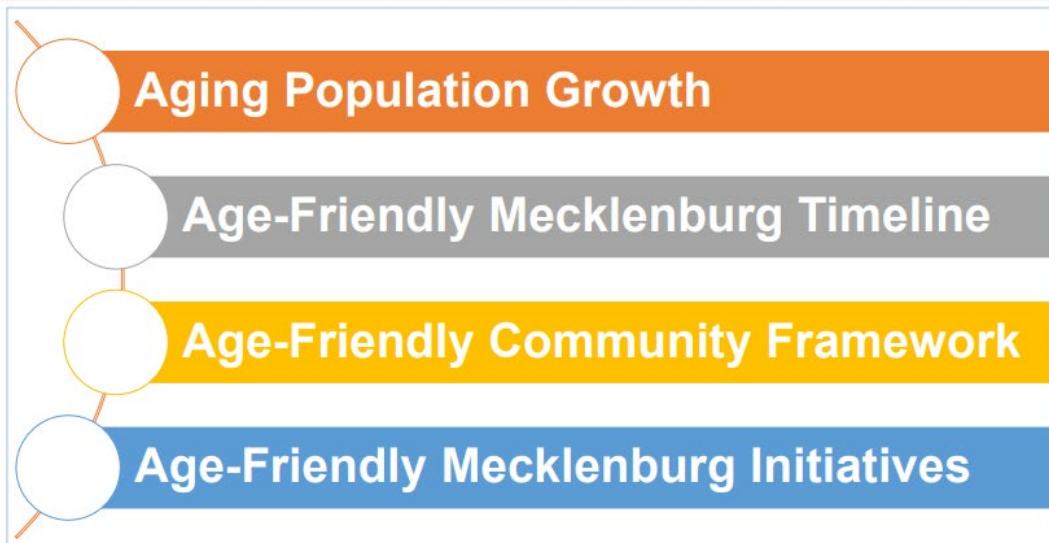 Aging Population Growth
Age-Friendly Mecklenburg Timeline
Age-Friendly Community Framework
Age-Friendly Mecklenburg Initiatives